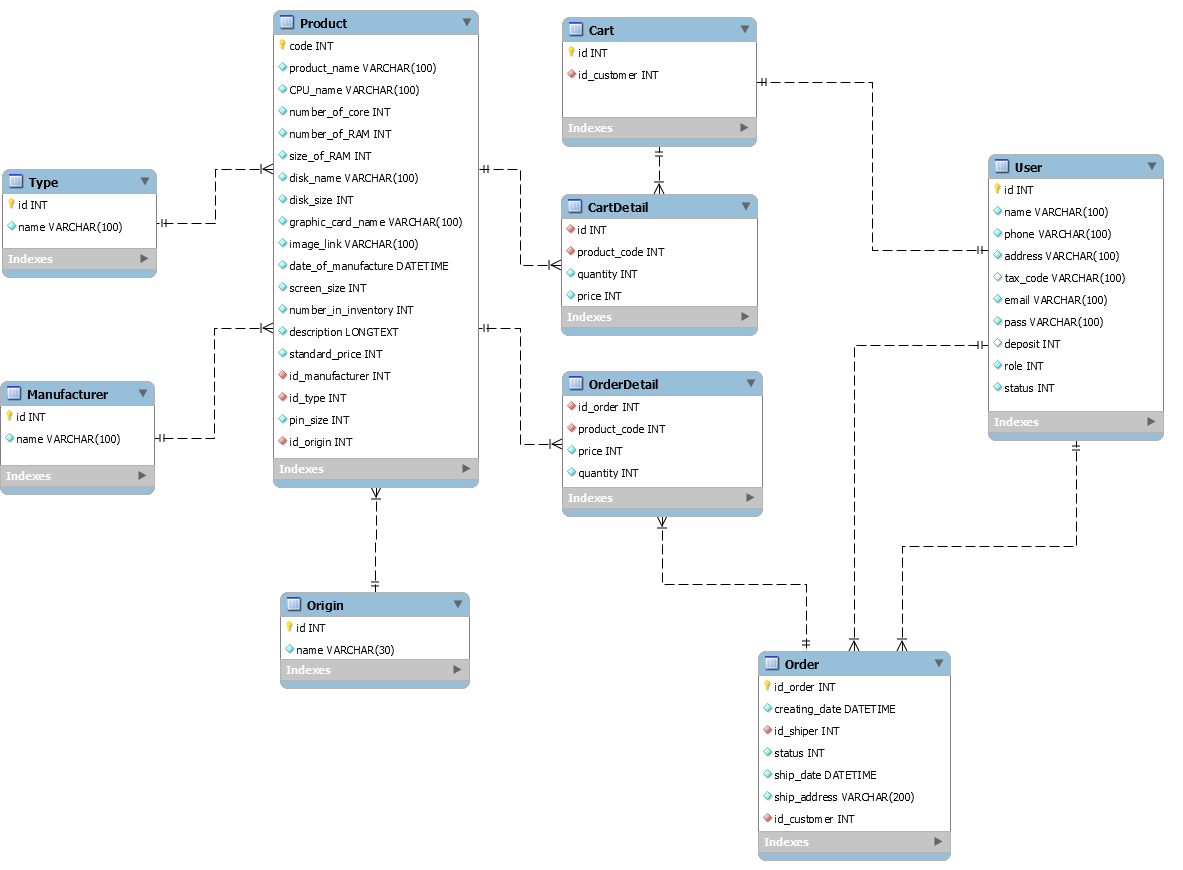 Product
code INT
product_name VARCHAR(100)
CPU_name VARCHAR(100)
number_of_core INT
number_of_RAM INT
size_of_RAM INT
disk_name VARCHAR(100)
disk_size INT
graphic_card_name VARCHAR(100)
image_link VARCHAR(100)
date_of_manufacture DATETIME
screen_size INT
number_in_inventory INT
description LONGTEXT
standard_price INT
id_manufacturer INT
id_type INT
pin_size INT
id_origin INT
Indexes
Cart
id INT
id_customer INT
Indexes
Type
id INT
name VARCHAR(100)
Indexes
CartDetail
id INT
product_code INT
quantity INT
price INT
Indexes
User
id INT
name VARCHAR(100)
phone VARCHAR(100)
address VARCHAR(100)
tax_code VARCHAR(100)
email VARCHAR(100)
pass VARCHAR(100)
deposit INT
role INT
status INT
Indexes
Manufacturer
id INT
name VARCHAR(100)
Indexes
OrderDetail
id_order INT
product_code INT
price INT
quantity INT
Indexes
Origin
id INT
name VARCHAR(30)
Indexes
Order
id_order INT
creating_date DATETIME
id_shiper INT
status INT
ship_date DATETIME
ship_address VARCHAR(200)
id_customer INT
Indexes